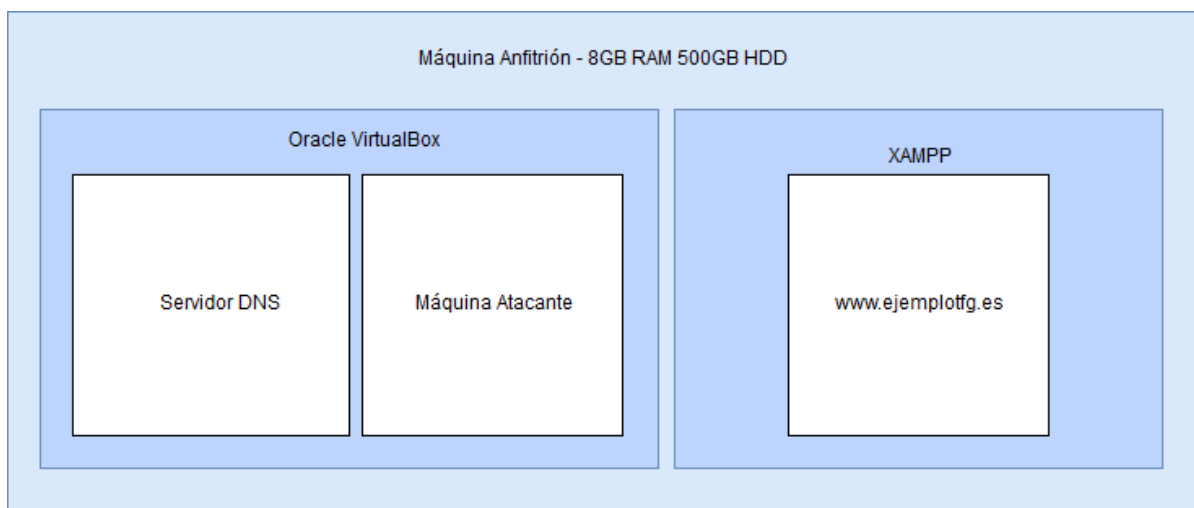 Máquina Anfitrión - 8GB RAM 500GB HDD
Oracle VirtualBox
XAMPP
Servidor DNS
Máquina Atacante
www.ejemplotfg.es